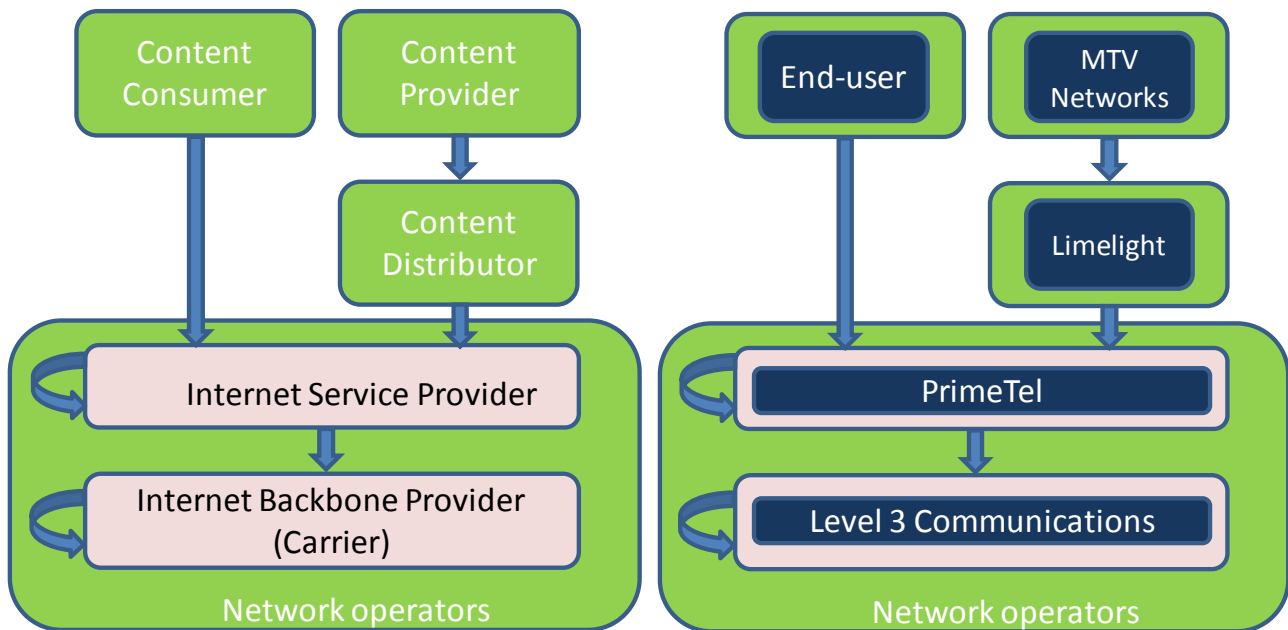 Content
Consumer
Content
Provider
Content
Distributor
Internet Service Provider
Internet Backbone Provider
(Carrier)
Network operators
End-user
MTV
Networks
Limelight
PrimeTel
Level 3 Communications
Network operators